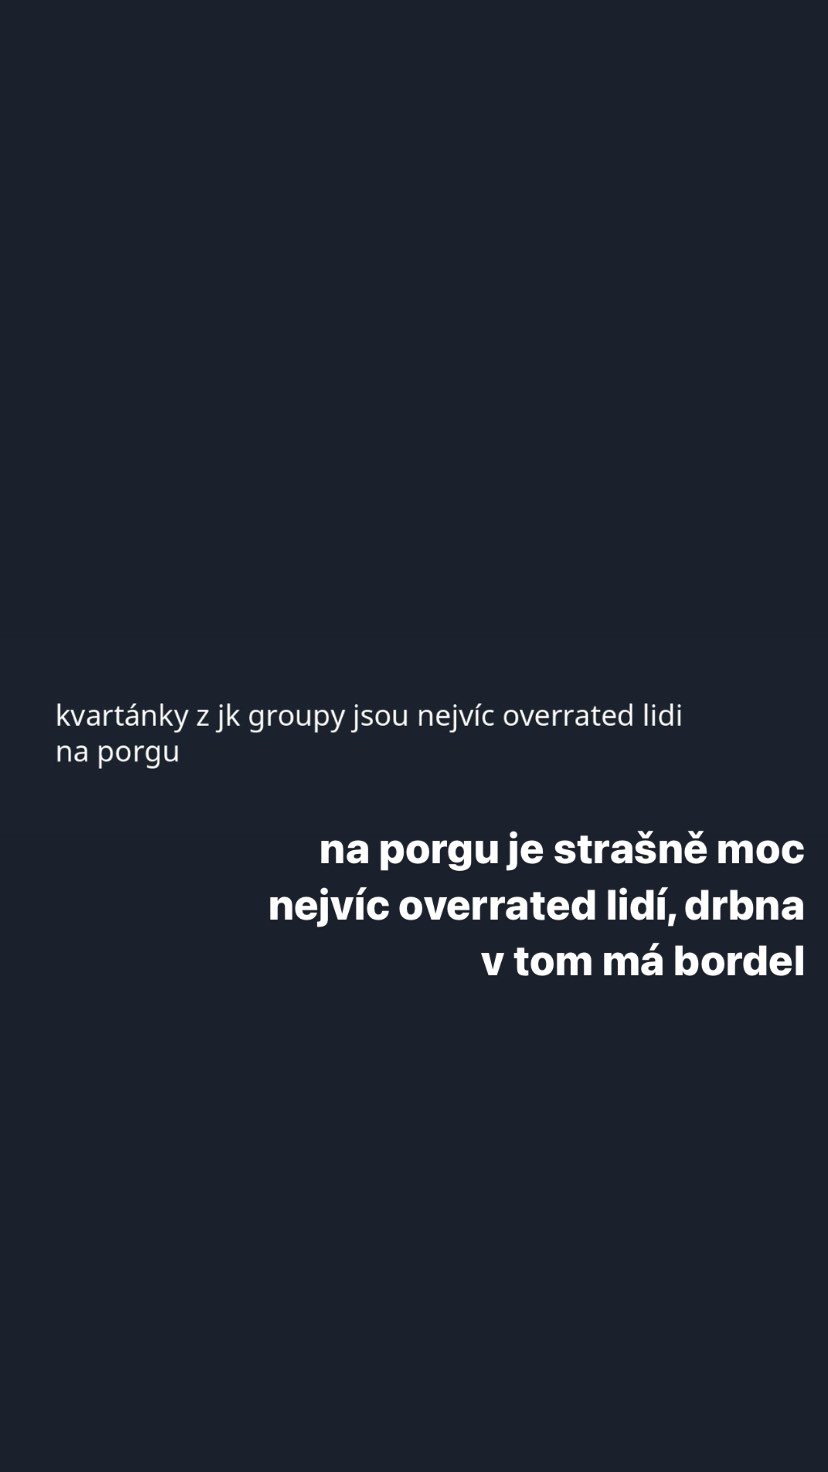 kvartánky z jk groupy jsou nejvíc overrated lidi
na porgu
na porgu je strašně moc
nejvíc overrated lidí, drbna
v tom má bordel